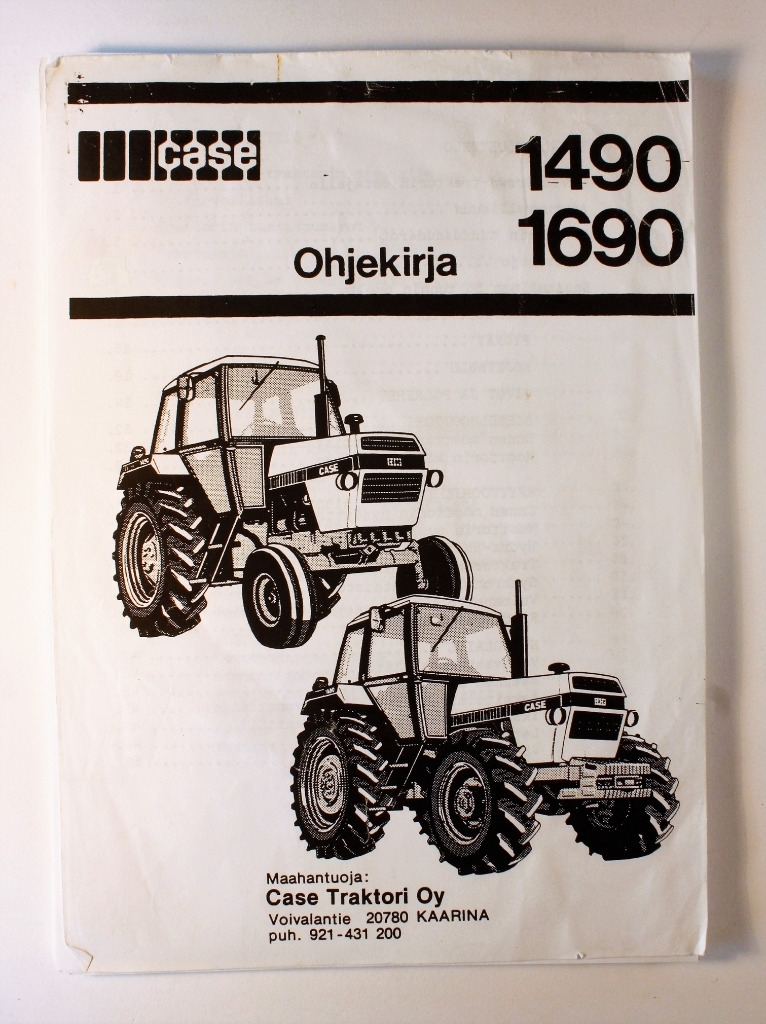 case
1490
1690
Ohjekirja
CASE
CASE
Maahantuoja:
Case Traktori Oy
Voivalantie 20780 KAARINA
puh. 921-431 200